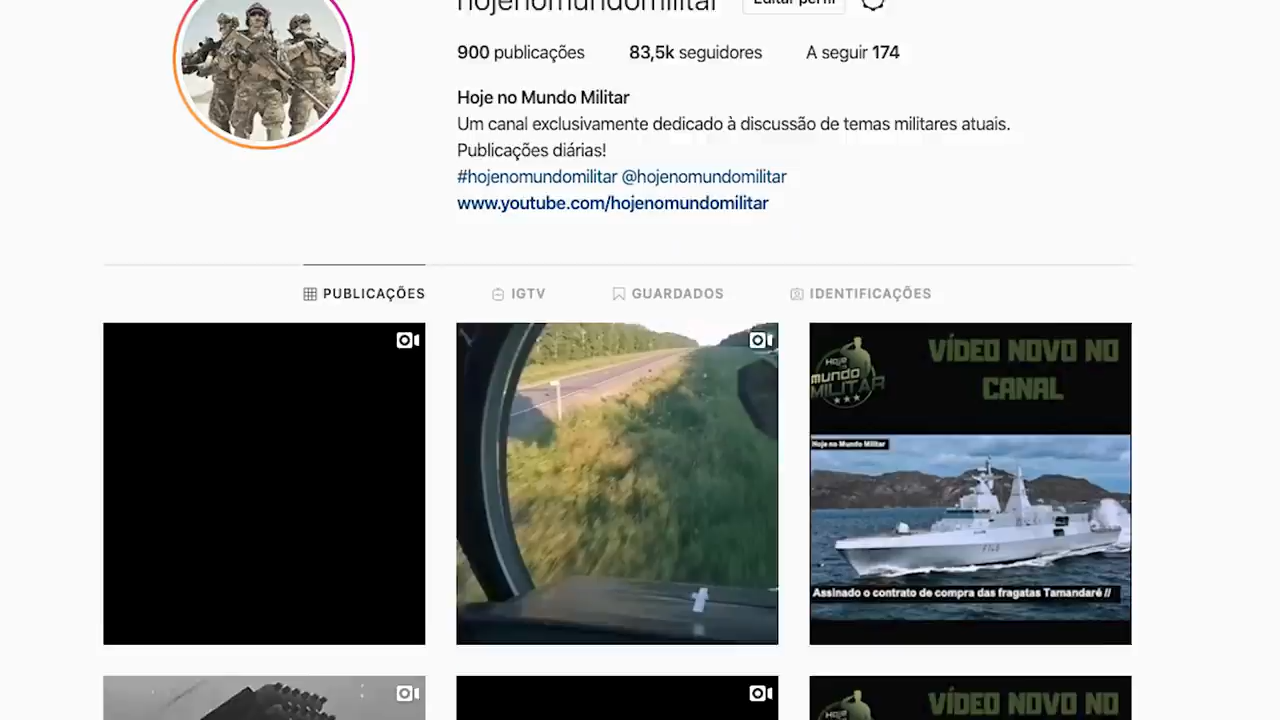 hojenomundomilitar Editar perfil
900 publicações 83,5k seguidores A seguir 174
Hoje no Mundo Militar
Um canal exclusivamente dedicado à discussão de temas militares atuais.
Publicações diárias!
#hojenomundomilitar @hojenomundomilitar
www.youtube.com/hojenomundomilitar
PUBLICAÇÕES IGTV GUARDADOS IDENTIFICAÇÕES
Hoje no
mundo
MILITAR
VÍDEO NOVO NO
CANAL
Hoje no Mundo Militar
Assinado o contrato de compra das fragatas Tamandaré //
Hoje
VÍDEO NOVO NO